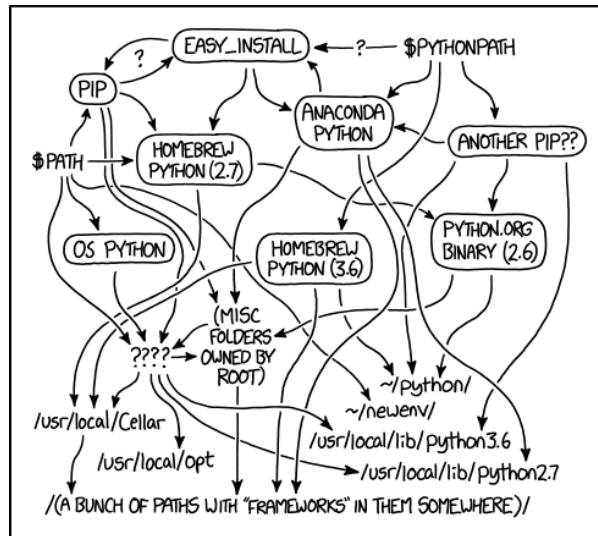 EASY_INSTALL
?
$PYTHONPATH
?
PIP
ANACONDA
PYTHON
HOMEBREW
PYTHON (2.7)
ANOTHER PIP??
$PATH
OS PYTHON
HOMEBREW
PYTHON (3.6)
PYTHON.ORG
BINARY (2.6)
(MISC
FOLDERS
OWNED BY
ROOT)
????
~/python/
~/newenv/
/usr/local/Cellar
/usr/local/lib/python3.6
/usr/local/opt
/usr/local/lib/python2.7
/(A BUNCH OF PATHS WITH "FRAMEWORKS" IN THEM SOMEWHERE)/